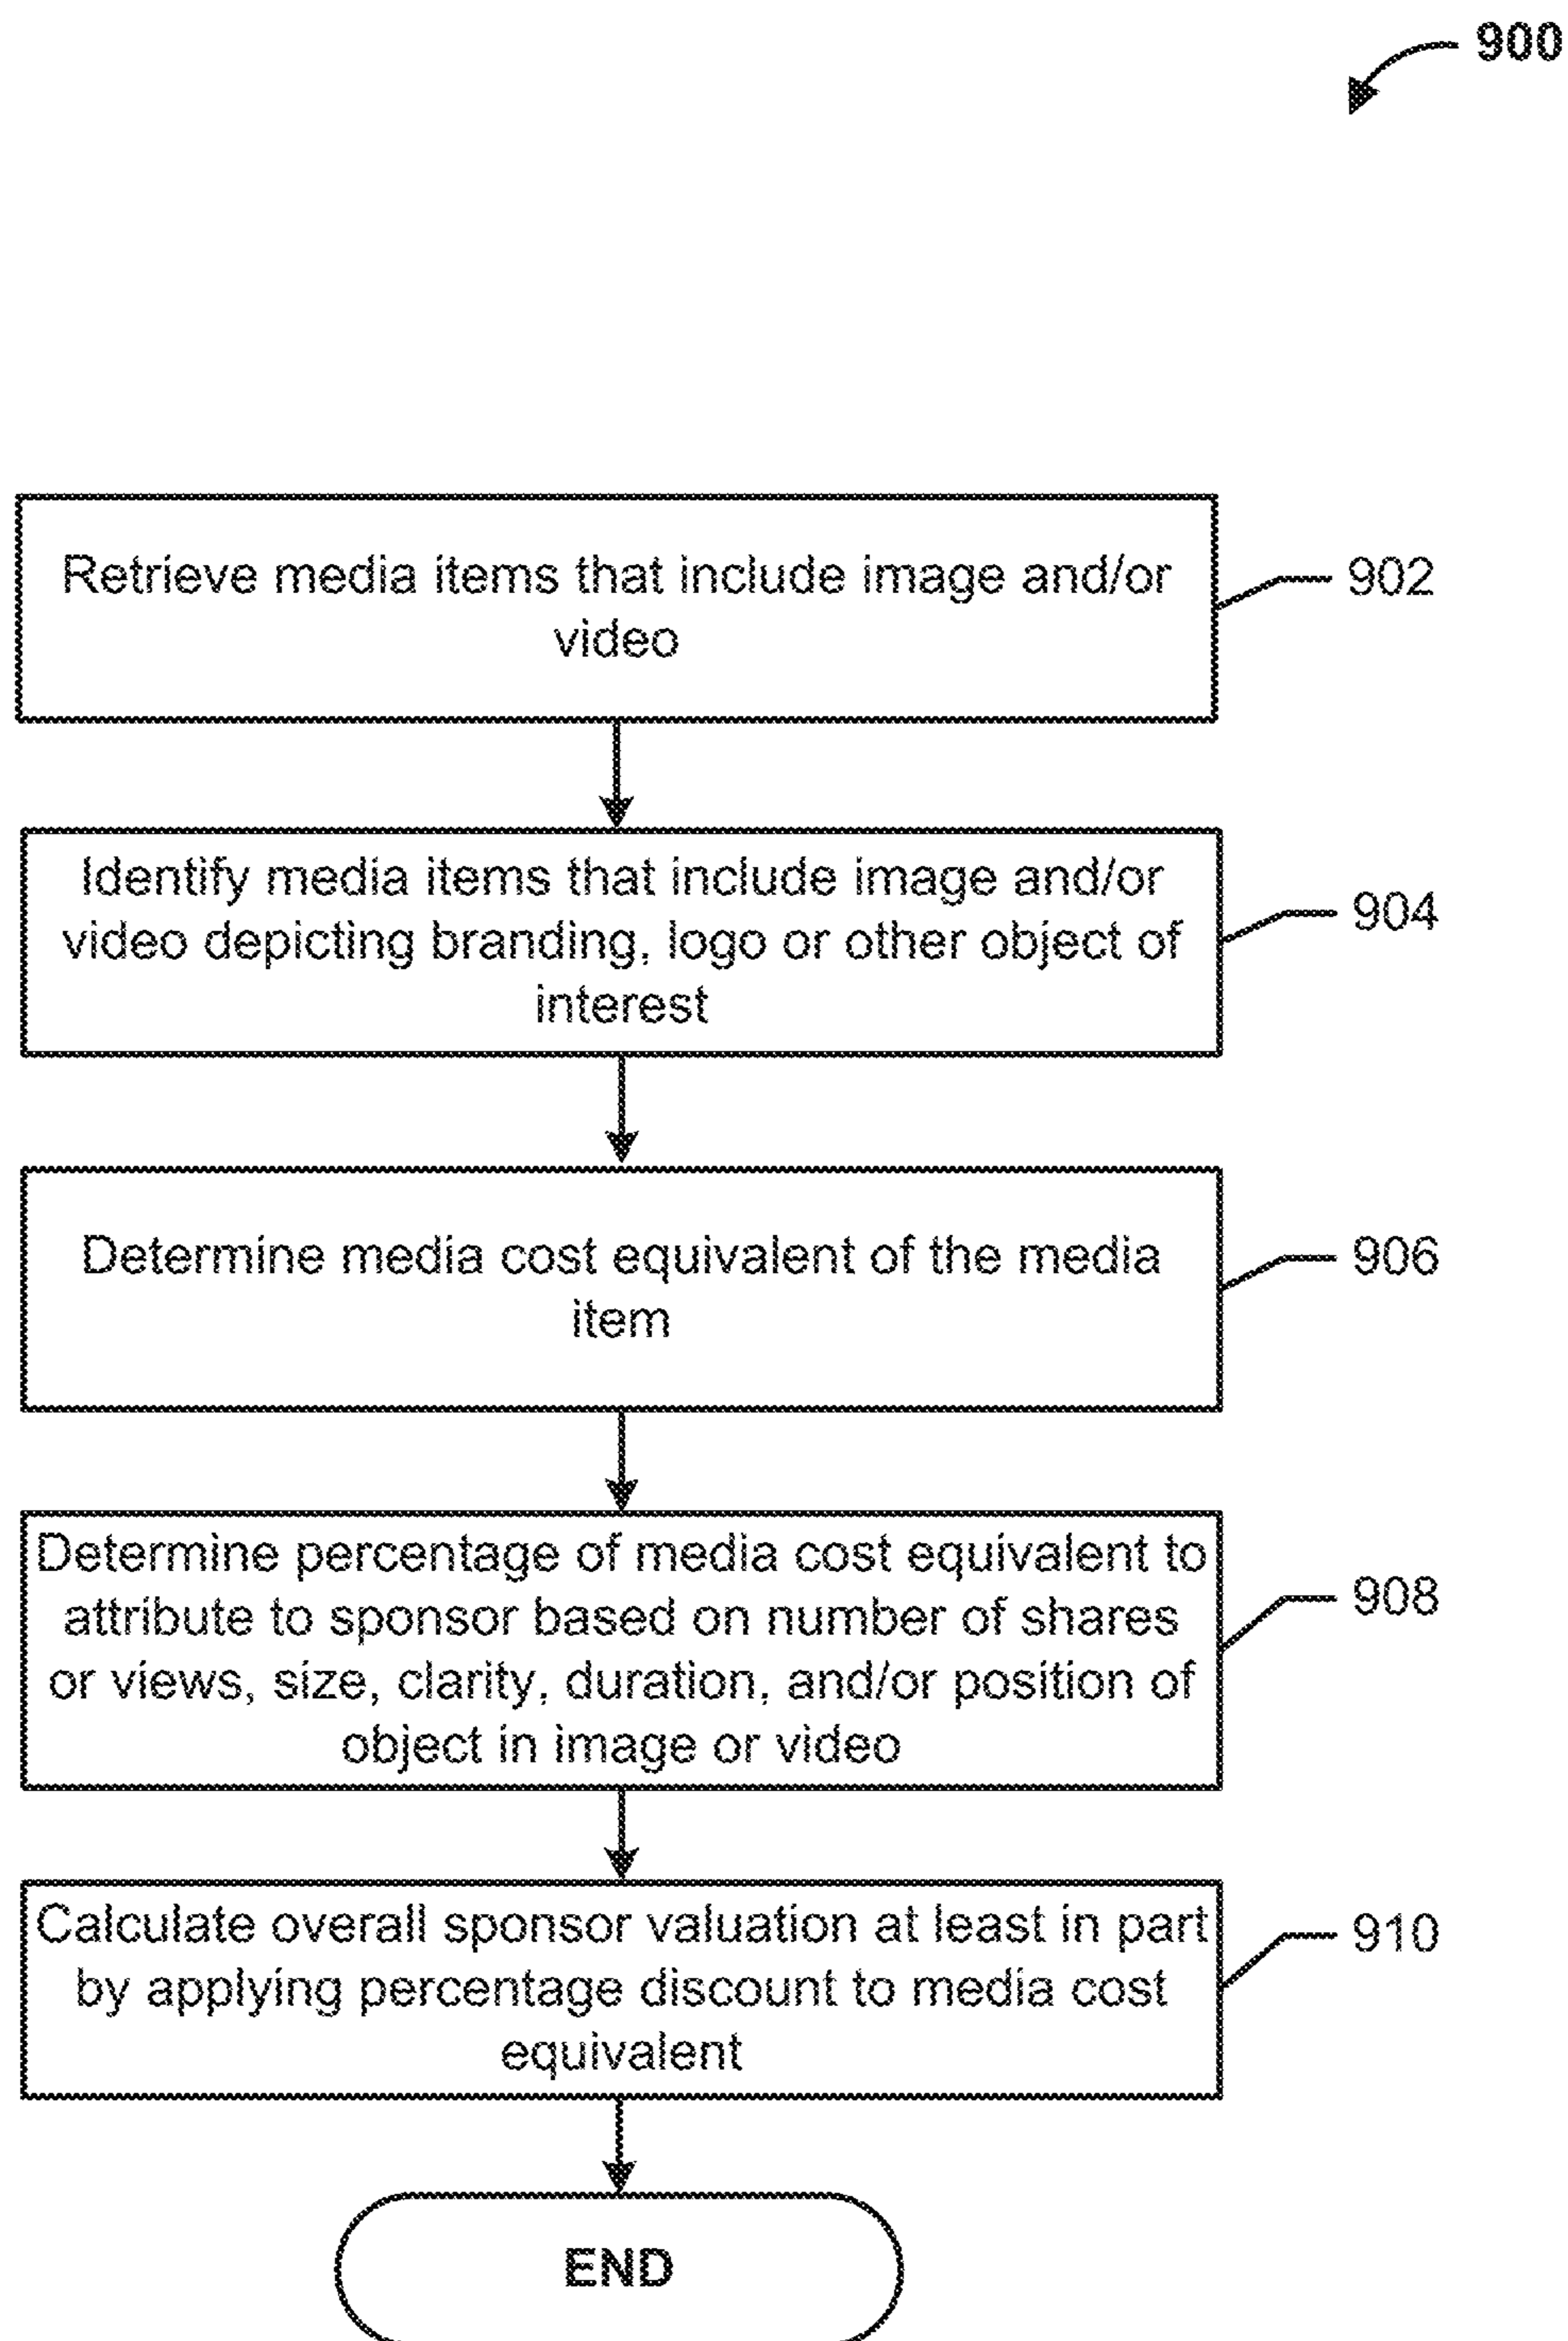 900
Retrieve media items that include image and/or
video
902
Identify media items that include image and/or
video depicting branding, logo or other object of
interest
904
Determine media cost equivalent of the media
item
906
Determine percentage of media cost equivalent to
attribute to sponsor based on number of shares
or views, size, clarity, duration, and/or position of
object in image or video
908
Calculate overall sponsor valuation at least in part
by applying percentage discount to media cost
equivalent
910
END